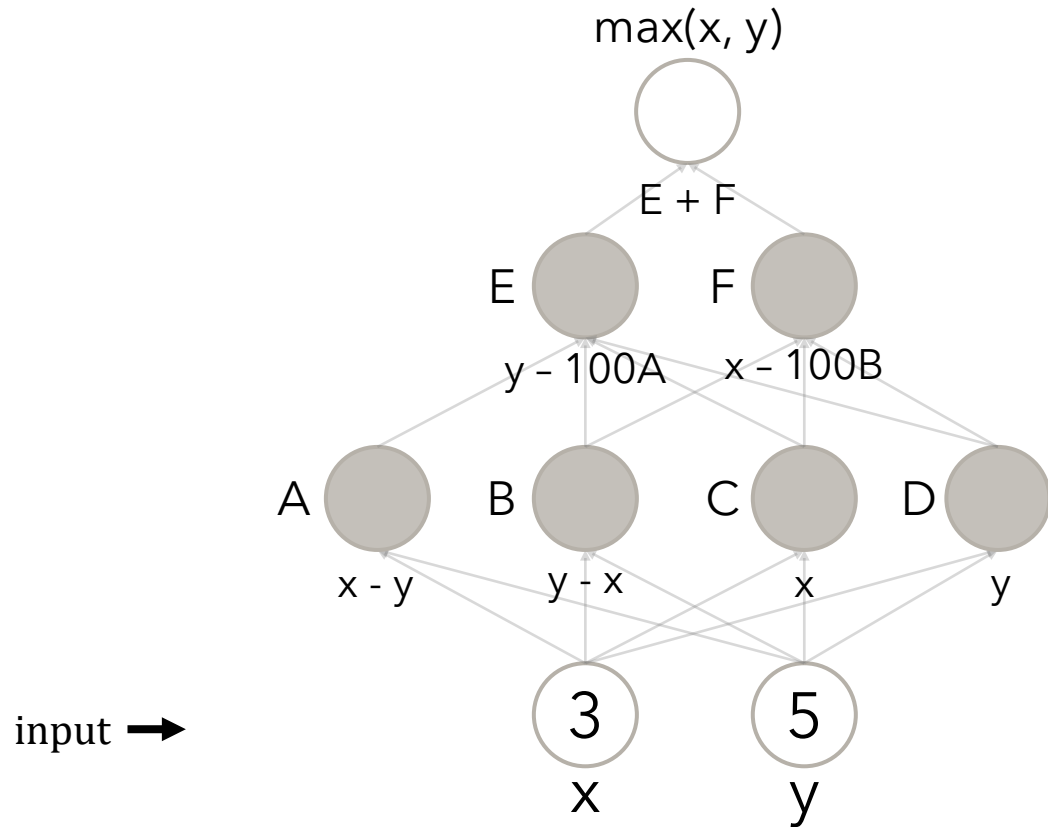 max(x, y)
E + F
E
F
y – 100A
x – 100B
A
B
C
D
x - y
y - x
x
y
3
5
input
x
y